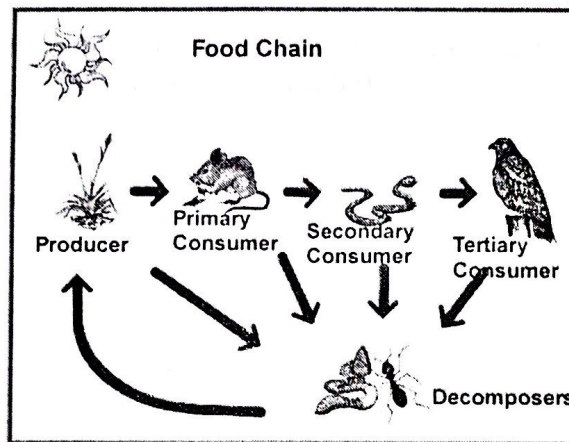 Food Chain
Producer
Primary
Consumer
Secondary
Consumer
Tertiary
Consumer
Decomposers